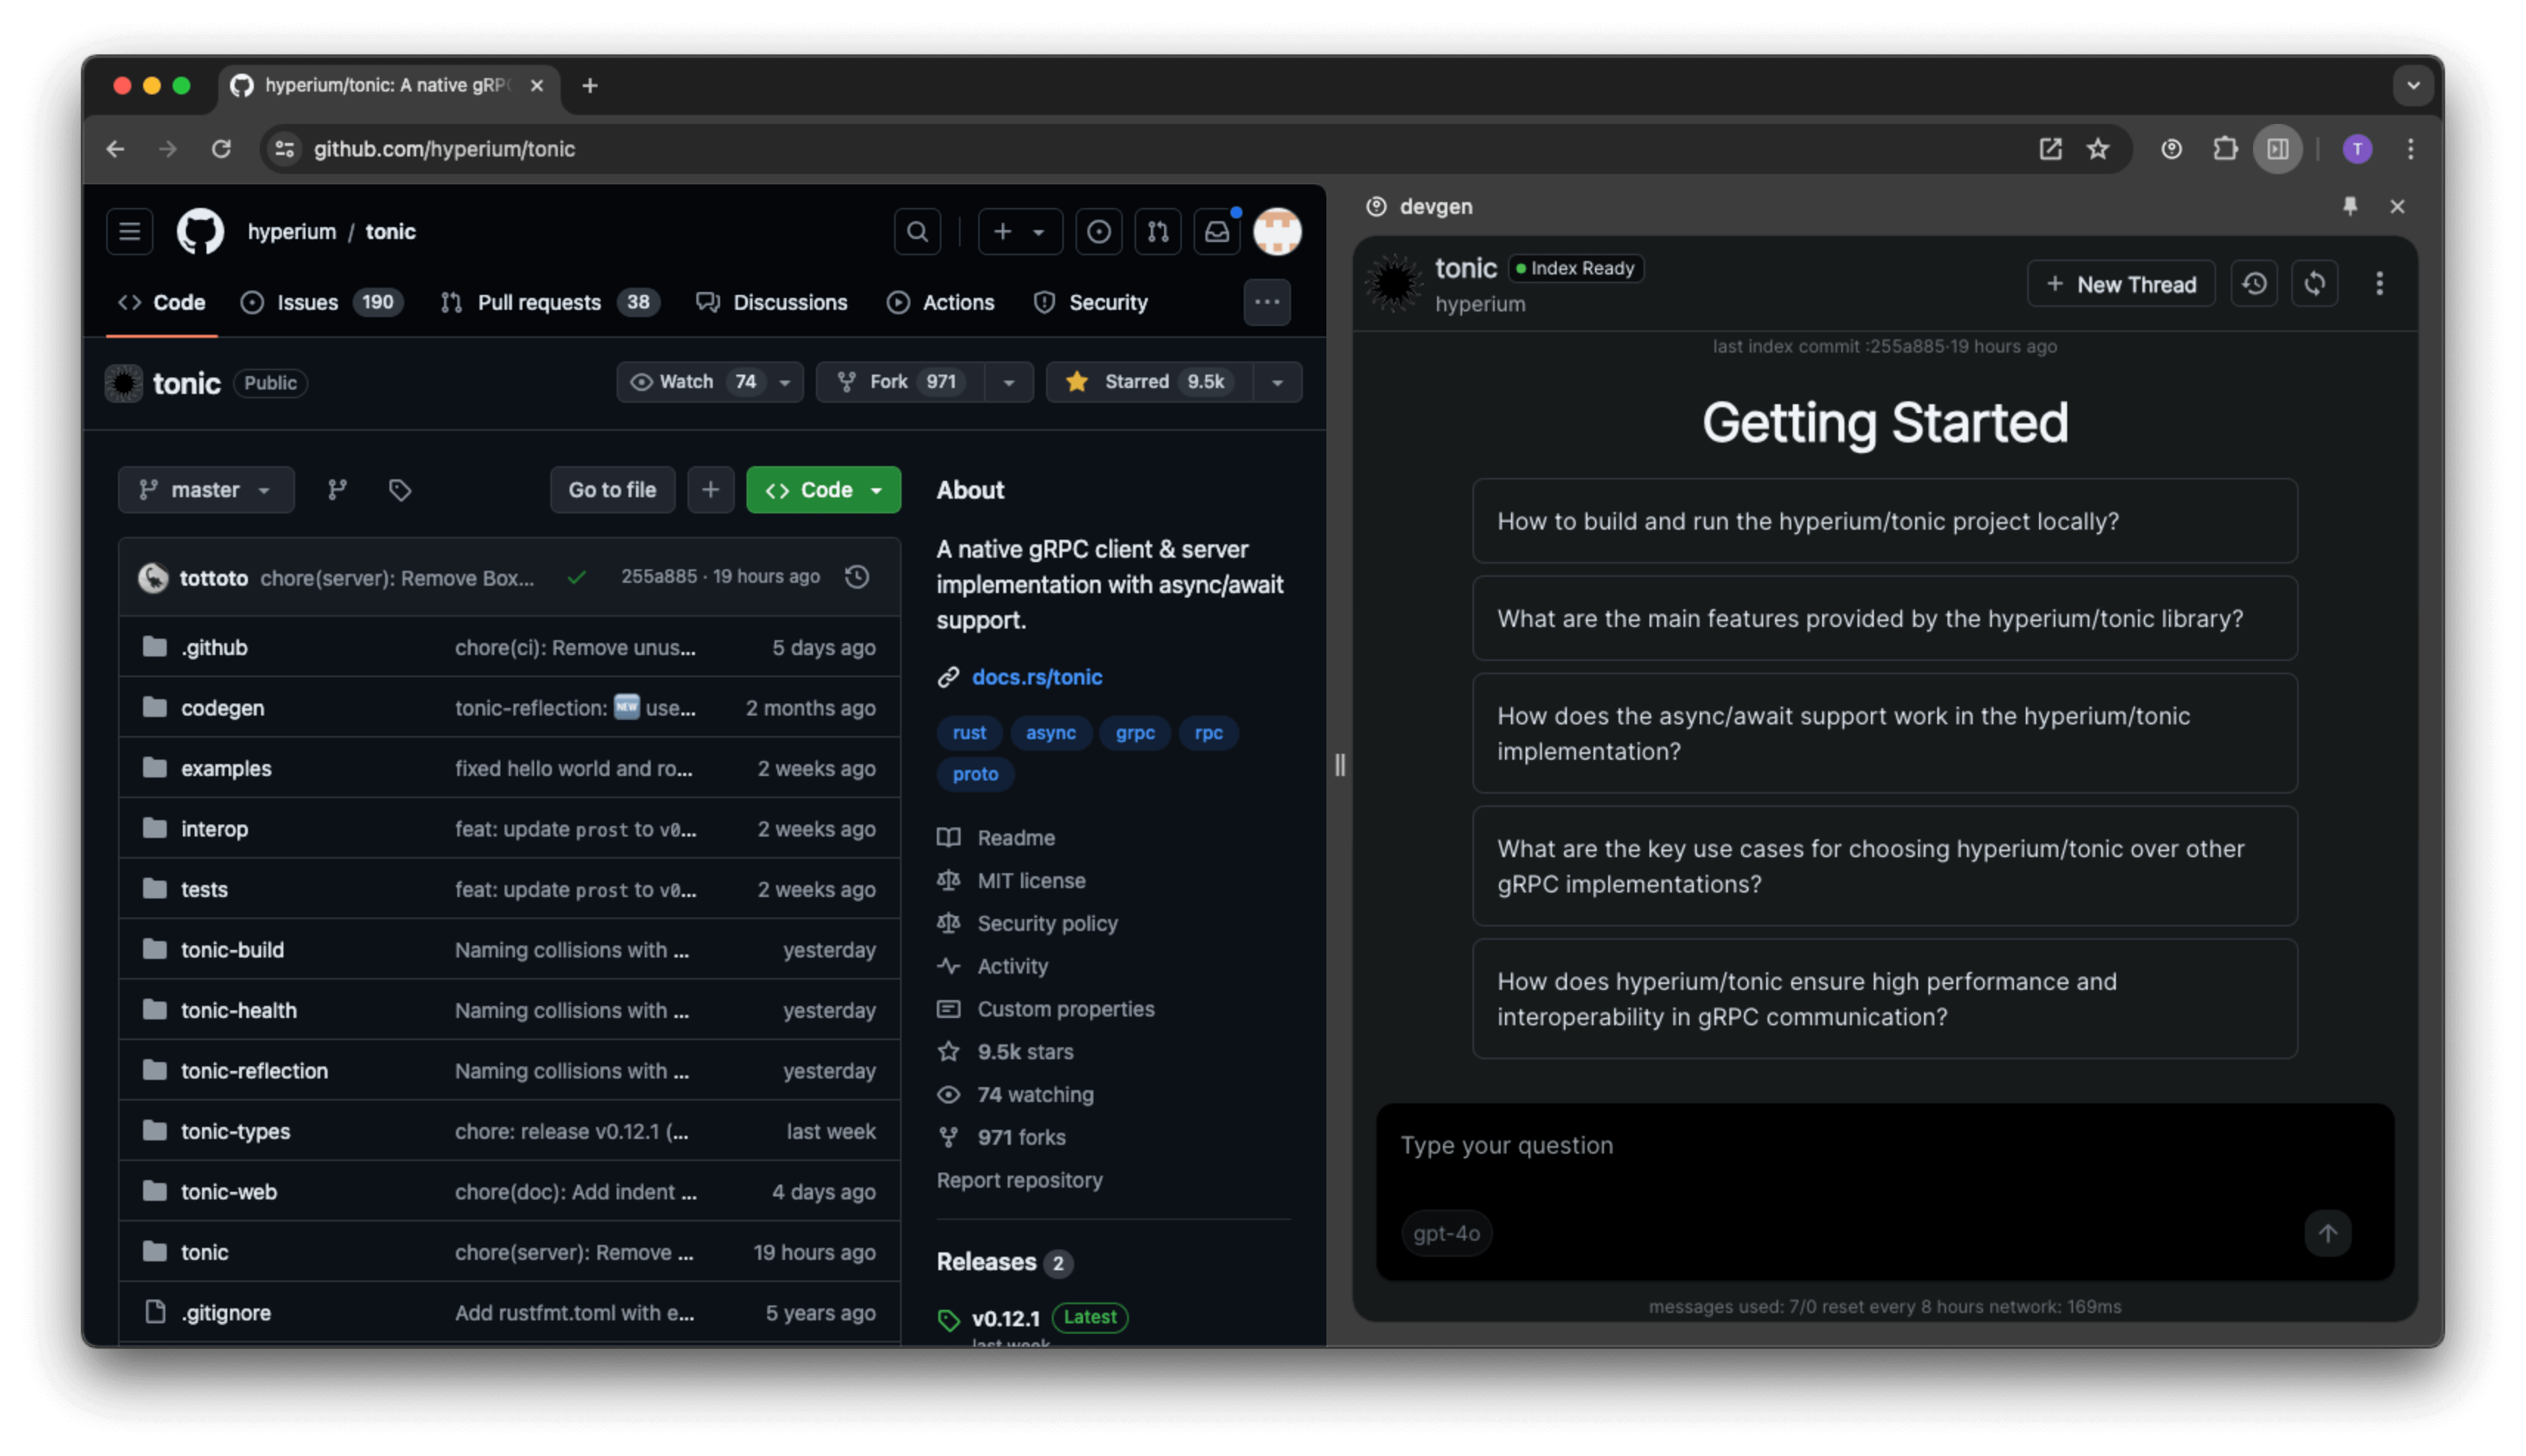 hyperium/tonic: A native gRP
github.com/hyperium/tonic
T
hyperium / tonic
Code Issues 190 Pull requests 38 Discussions Actions Security
tonic Public
Watch 74 Fork 971 Starred 9.5k
master Go to file Code
tottoto chore(server): Remove Box... 255a885 · 19 hours ago
.github chore(ci): Remove unus... 5 days ago
codegen tonic-reflection: NEW use... 2 months ago
examples fixed hello world and ro... 2 weeks ago
interop feat: update prost to v0... 2 weeks ago
tests feat: update prost to v0... 2 weeks ago
tonic-build Naming collisions with ... yesterday
tonic-health Naming collisions with ... yesterday
tonic-reflection Naming collisions with ... yesterday
tonic-types chore: release v0.12.1 (... last week
tonic-web chore(doc): Add indent ... 4 days ago
tonic chore(server): Remove ... 19 hours ago
.gitignore Add rustfmt.toml with e... 5 years ago
About
A native gRPC client & server
implementation with async/await
support.
docs.rs/tonic
rust async grpc rpc
proto
Readme
MIT license
Security policy
Activity
Custom properties
9.5k stars
74 watching
971 forks
Report repository
Releases 2
v0.12.1 Latest
last week
devgen
tonic Index Ready
hyperium
New Thread
last index commit :255a885·19 hours ago
Getting Started
How to build and run the hyperium/tonic project locally?
What are the main features provided by the hyperium/tonic library?
How does the async/await support work in the hyperium/tonic
implementation?
What are the key use cases for choosing hyperium/tonic over other
gRPC implementations?
How does hyperium/tonic ensure high performance and
interoperability in gRPC communication?
Type your question
gpt-4o
messages used: 7/0 reset every 8 hours network: 169ms